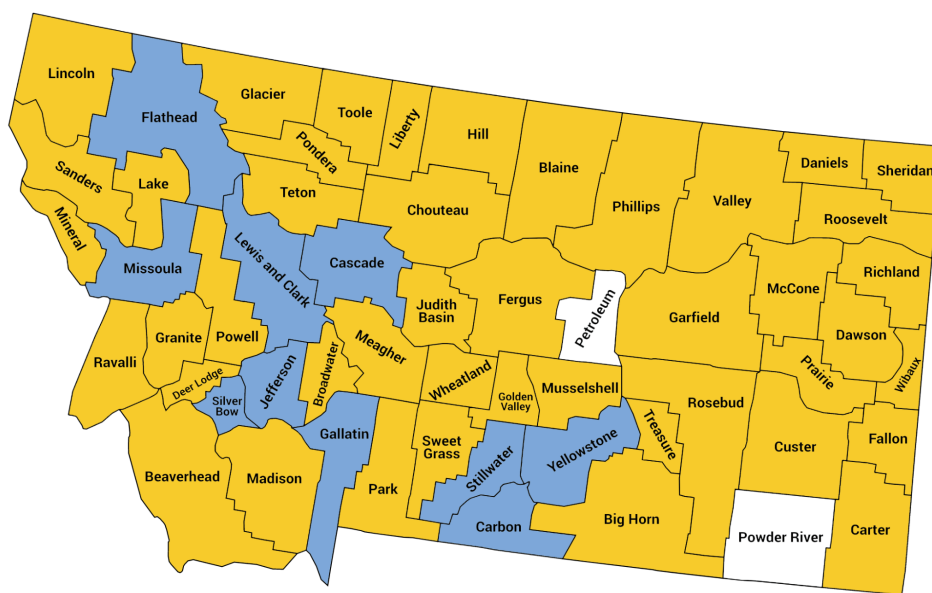 Lincoln
Flathead
Glacier
Toole
Liberty
Hill
Blaine
Phillips
Valley
Daniels
Sheridan
Roosevelt
Sanders
Lake
Pondera
Teton
Chouteau
Mineral
Missoula
Lewis and Clark
Cascade
Judith
Basin
Fergus
Petroleum
Garfield
McCone
Richland
Dawson
Prairie
Wibaux
Ravalli
Granite
Powell
Deer Lodge
Silver
Bow
Jefferson
Broadwater
Meagher
Wheatland
Golden
Valley
Musselshell
Rosebud
Treasure
Custer
Fallon
Beaverhead
Madison
Gallatin
Park
Sweet
Grass
Stillwater
Yellowstone
Carbon
Big Horn
Powder River
Carter